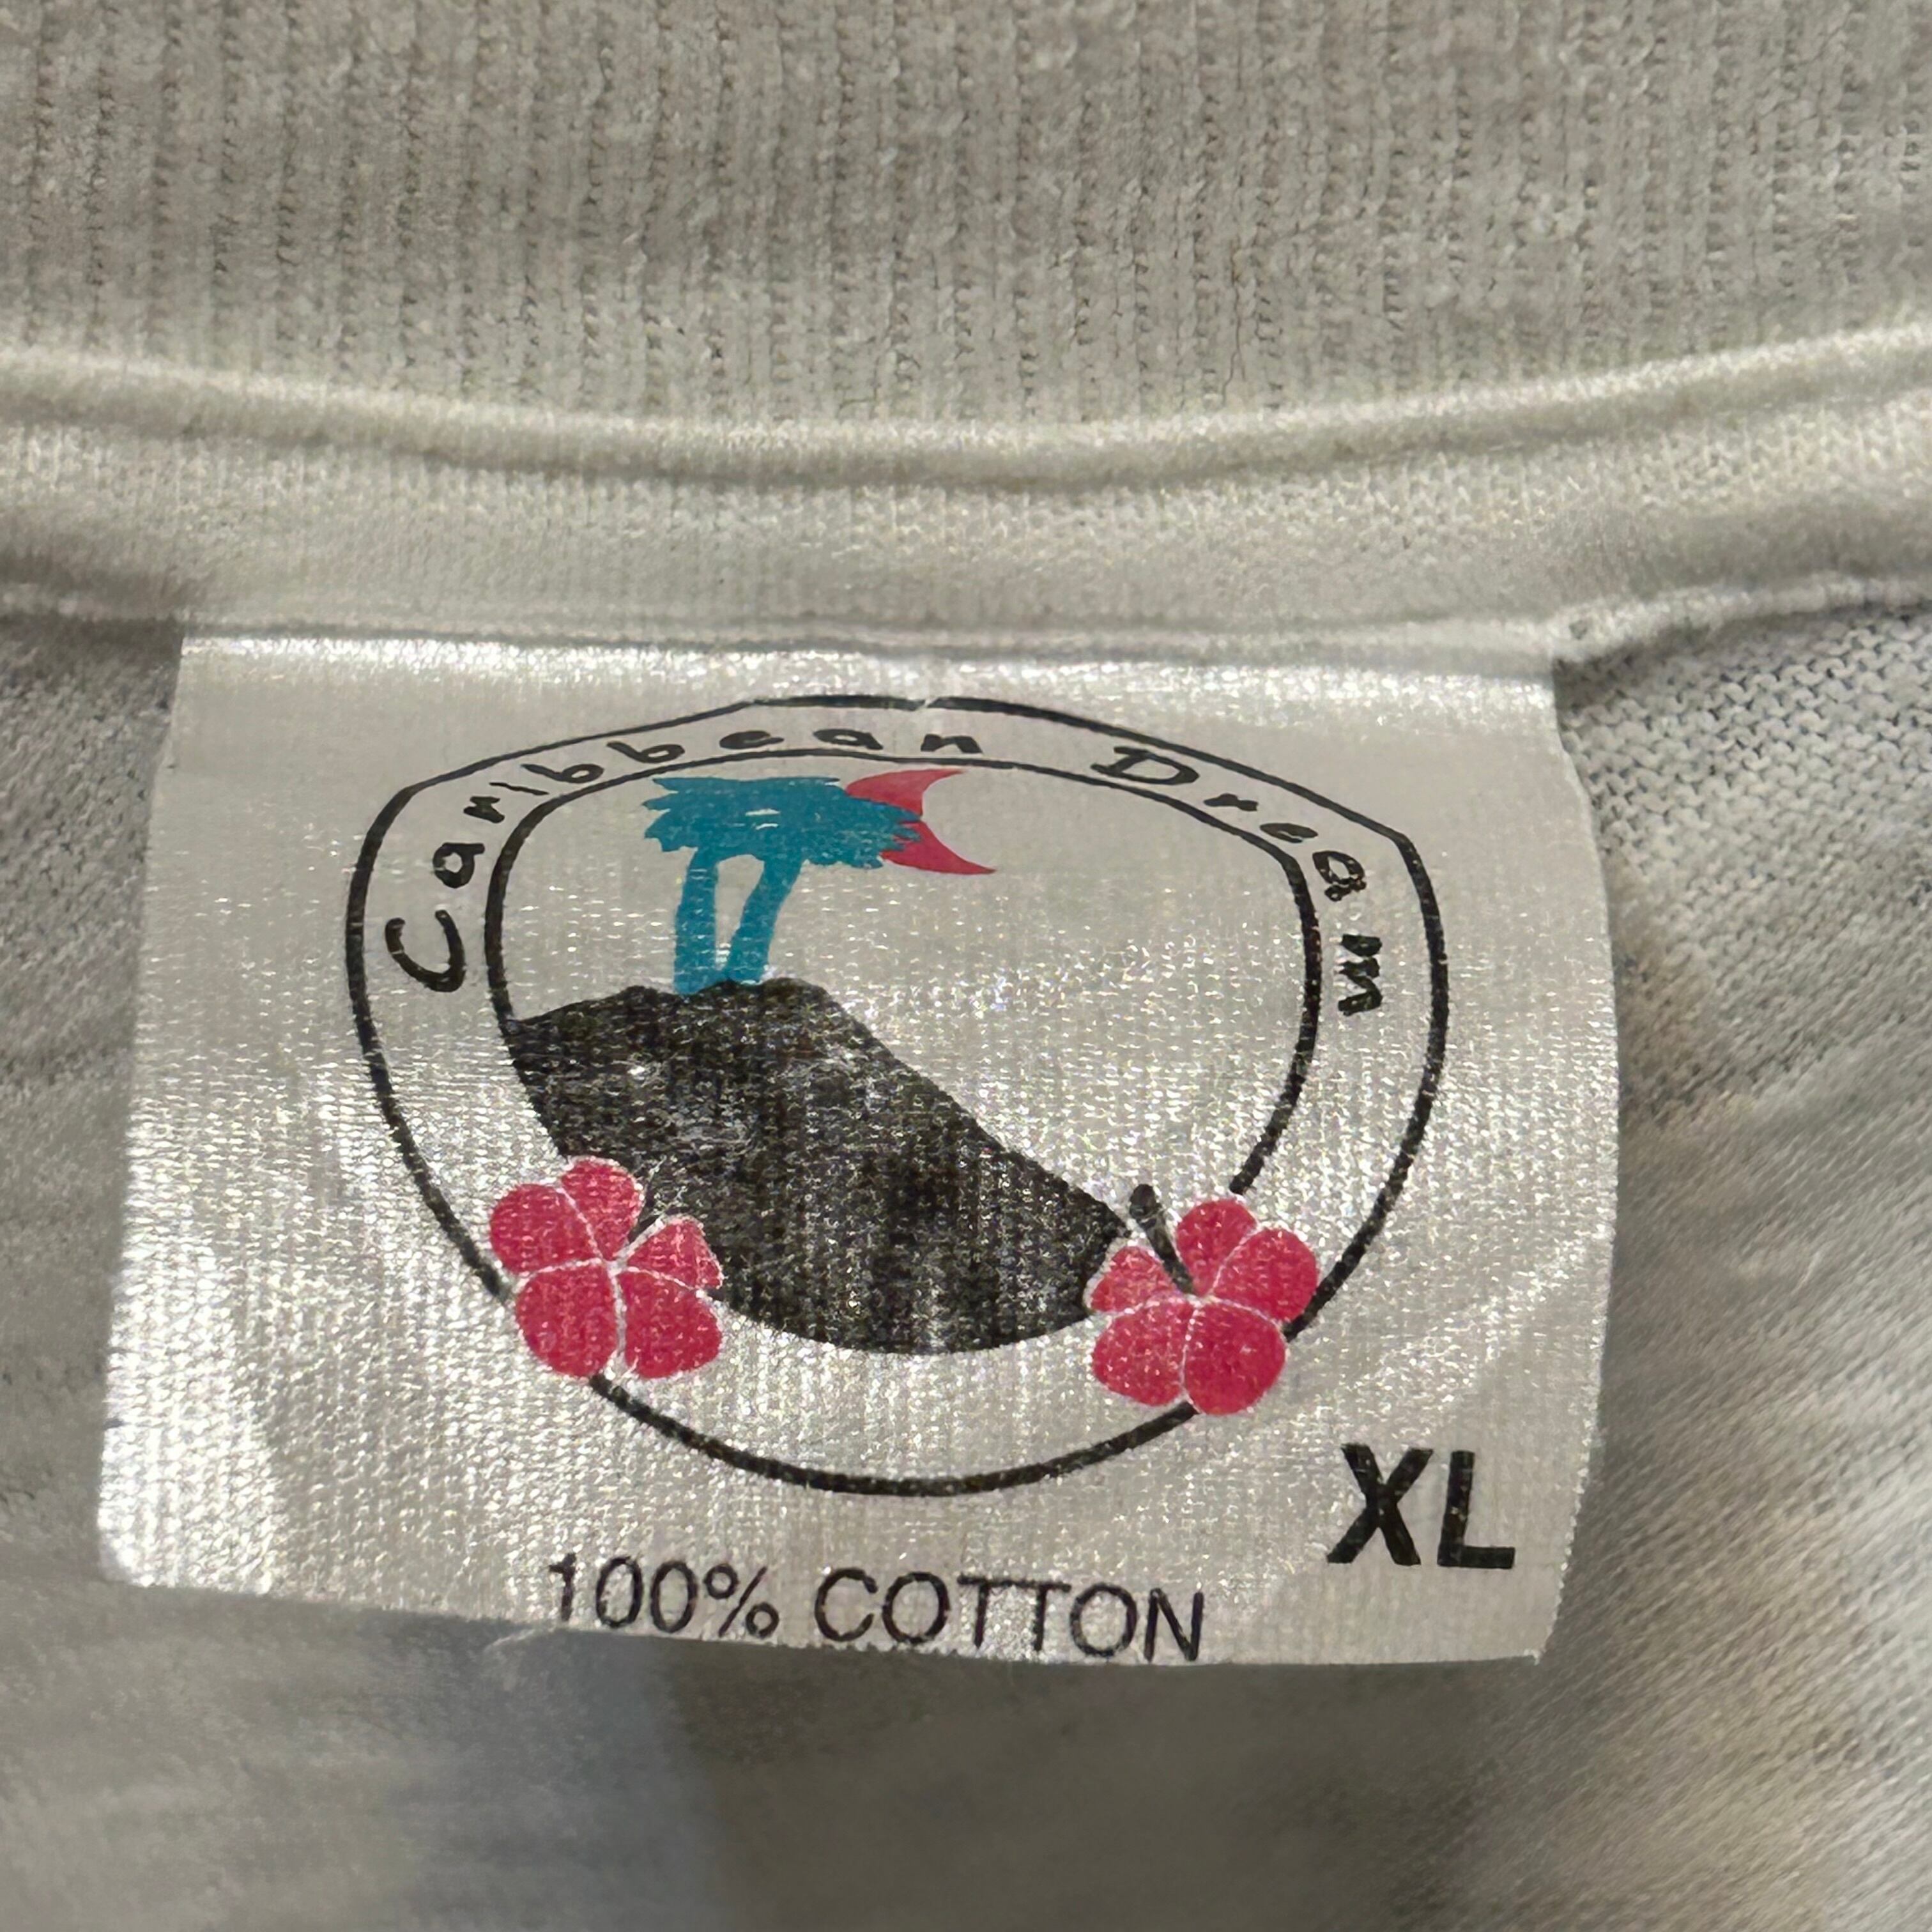 Caribbean Dream
XL
100% COTTON